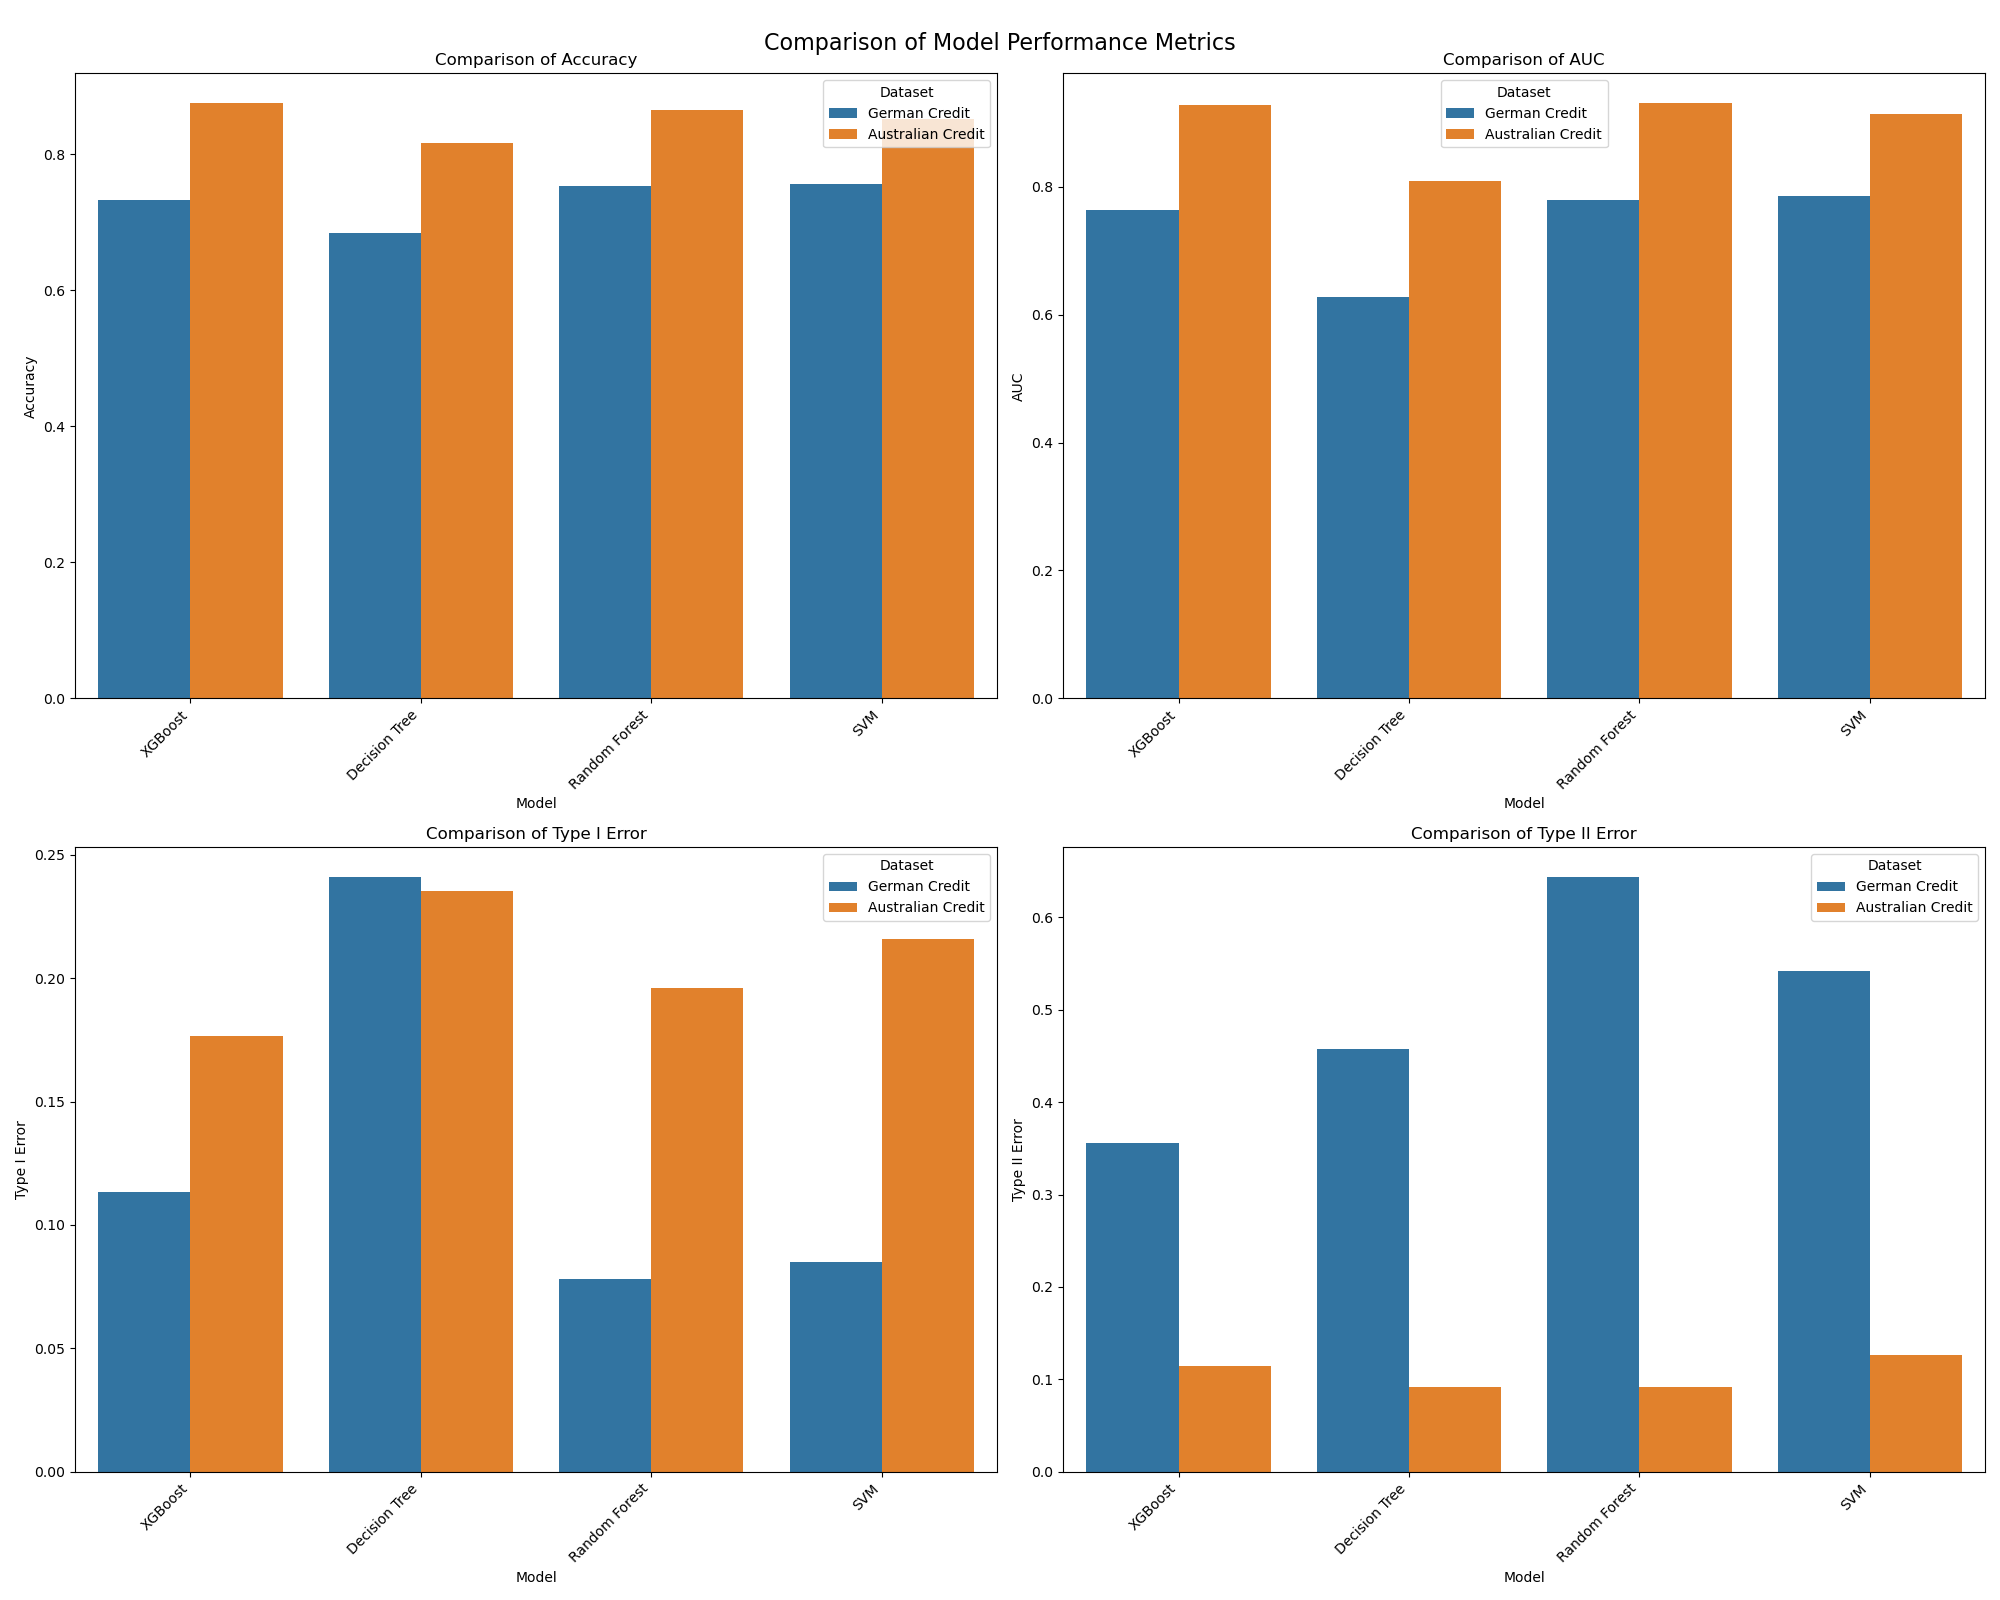 Comparison of Model Performance Metrics
Comparison of Accuracy
Dataset
German Credit
Australian Credit
Accuracy
0.8
0.6
0.4
0.2
0.0
XGBoost
Decision Tree
Random Forest
SVM
Model
Comparison of AUC
Dataset
German Credit
Australian Credit
AUC
0.8
0.6
0.4
0.2
0.0
XGBoost
Decision Tree
Random Forest
SVM
Model
Comparison of Type I Error
Dataset
German Credit
Australian Credit
Type I Error
0.25
0.20
0.15
0.10
0.05
0.00
XGBoost
Decision Tree
Random Forest
SVM
Model
Comparison of Type II Error
Dataset
German Credit
Australian Credit
Type II Error
0.6
0.5
0.4
0.3
0.2
0.1
0.0
XGBoost
Decision Tree
Random Forest
SVM
Model